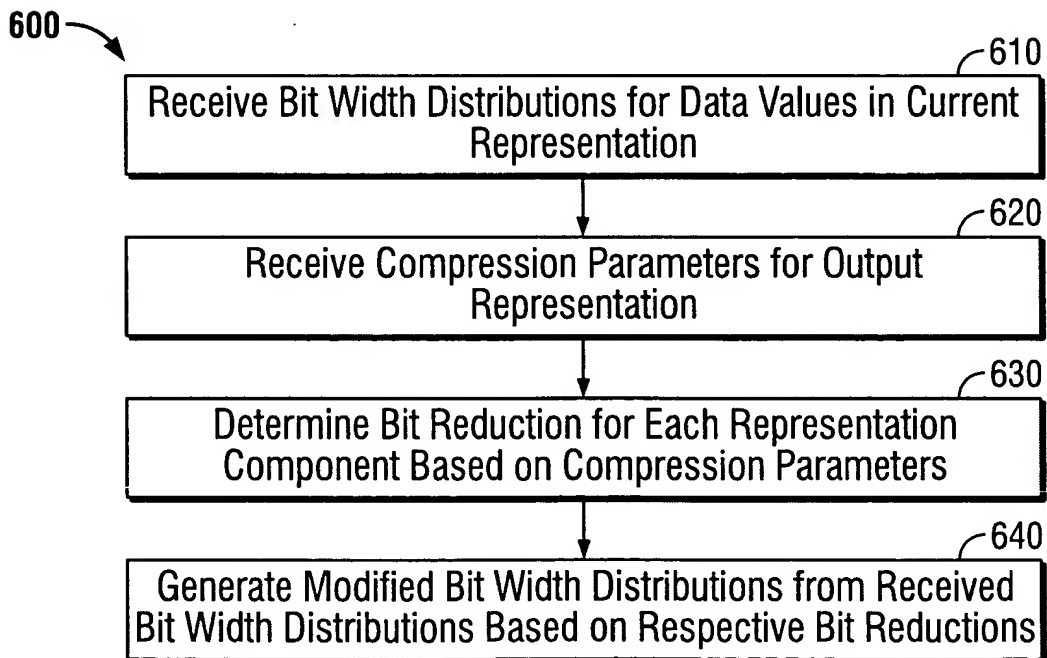 600
610
Receive Bit Width Distributions for Data Values in Current
Representation
620
Receive Compression Parameters for Output
Representation
630
Determine Bit Reduction for Each Representation
Component Based on Compression Parameters
640
Generate Modified Bit Width Distributions from Received
Bit Width Distributions Based on Respective Bit Reductions